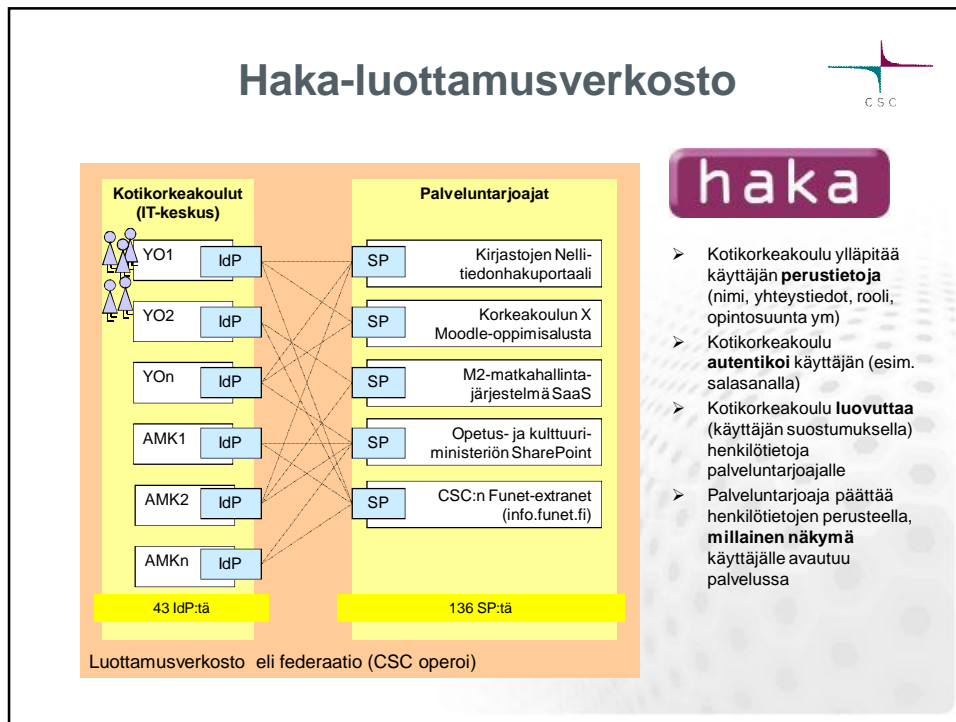 Haka-luottamusverkosto
CSC
haka
Kotikorkeakoulut
(IT-keskus)
Palveluntarjoajat
YO1
IdP
SP
Kirjastojen Nelli-
tiedonhakuportaali
YO2
IdP
SP
Korkeakoulun X
Moodle-oppimisalusta
YOn
IdP
SP
M2-matkahallinta-
järjestelmä SaaS
AMK1
IdP
SP
Opetus- ja kulttuuri-
ministeriön SharePoint
AMK2
IdP
SP
CSC:n Funet-extranet
(info.funet.fi)
AMKn
IdP
43 IdP:tä
136 SP:tä
Luottamusverkosto eli federaatio (CSC operoi)
➢ Kotikorkeakoulu ylläpitää
käyttäjän perustietoja
(nimi, yhteystiedot, rooli,
opintosuunta ym)
➢ Kotikorkeakoulu
autentikoi käyttäjän (esim.
salasanalla)
➢ Kotikorkeakoulu luovuttaa
(käyttäjän suostumuksella)
henkilötietoja
palveluntarjoajalle
➢ Palveluntarjoaja päättää
henkilötietojen perusteella,
millainen näkymä
käyttäjälle avautuu
palvelussa